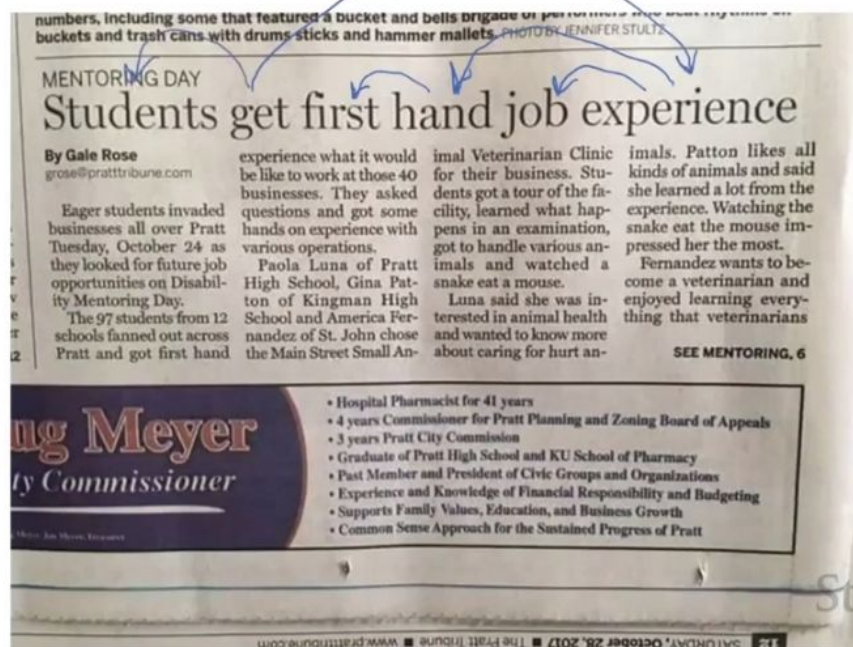 numbers, including some that featured a bucket and bells brigade of
buckets and trash cans with drums sticks and hammer mallets. PHOTO BY JENNIFER STULTZ
MENTORING DAY
Students get first hand job experience
By Gale Rose
grose@pratttribune.com
Eager students invaded
businesses all over Pratt
Tuesday, October 24 as
they looked for future job
opportunities on Disabil-
ity Mentoring Day.
The 97 students from 12
schools fanned out across
Pratt and got first hand
experience what it would
be like to work at those 40
businesses. They asked
questions and got some
hands on experience with
various operations.
Paola Luna of Pratt
High School, Gina Pat-
ton of Kingman High
School and America Fer-
nandez of St. John chose
the Main Street Small An-
imal Veterinarian Clinic
for their business. Stu-
dents got a tour of the fa-
cility, learned what hap-
pens in an examination,
got to handle various an-
imals and watched a
snake eat a mouse.
Luna said she was in-
terested in animal health
and wanted to know more
about caring for hurt an-
imals. Patton likes all
kinds of animals and said
she learned a lot from the
experience. Watching the
snake eat the mouse im-
pressed her the most.
Fernandez wants to be-
come a veterinarian and
enjoyed learning every-
thing that veterinarians
SEE MENTORING, 6
ug Meyer
ty Commissioner
• Hospital Pharmacist for 41 years
• 4 years Commissioner for Pratt Planning and Zoning Board of Appeals
• 3 years Pratt City Commission
• Graduate of Pratt High School and KU School of Pharmacy
• Past Member and President of Civic Groups and Organizations
• Experience and Knowledge of Financial Responsibility and Budgeting
• Supports Family Values, Education, and Business Growth
• Common Sense Approach for the Sustained Progress of Pratt
St
12 SATURDAY, October 28, 2017 ■ The Pratt Tribune ■ www.pratttribune.com